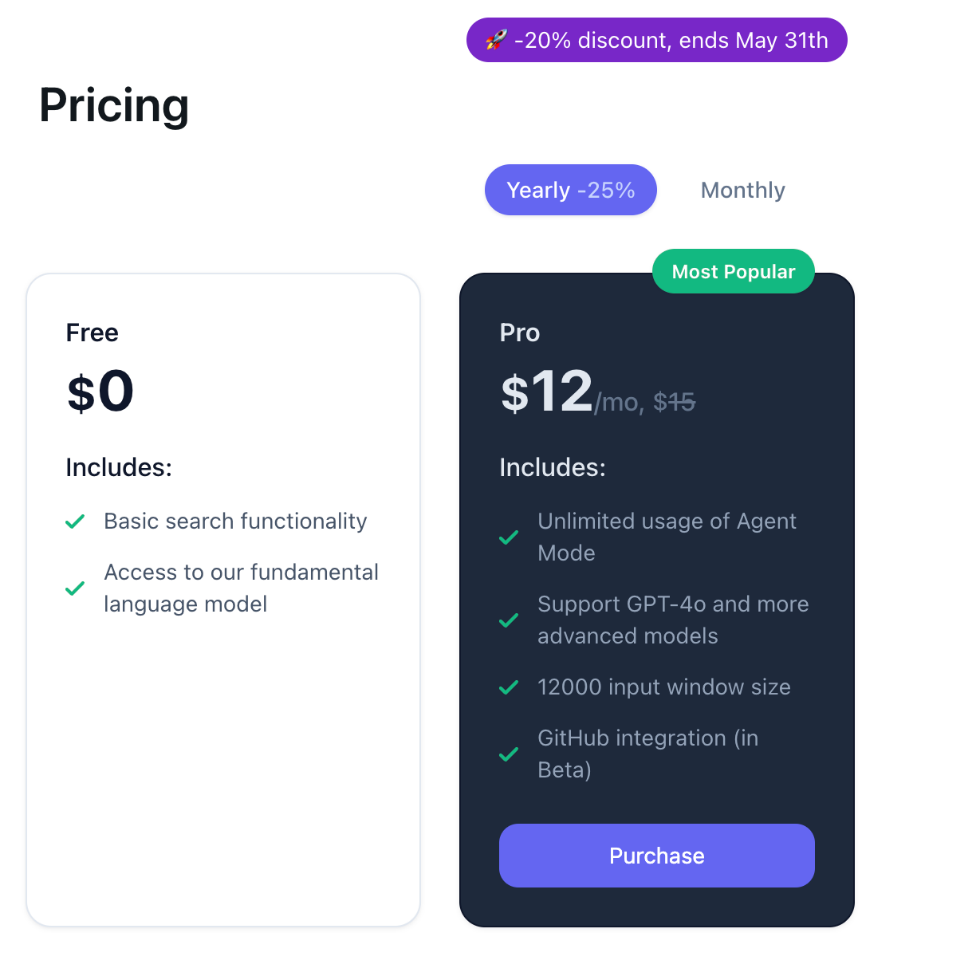 🚀 -20% discount, ends May 31th
Pricing
Yearly -25%
Monthly
Free
$0
Includes:
Basic search functionality
Access to our fundamental
language model
Most Popular
Pro
$12/mo, $15
Includes:
Unlimited usage of Agent
Mode
Support GPT-4o and more
advanced models
12000 input window size
GitHub integration (in
Beta)
Purchase